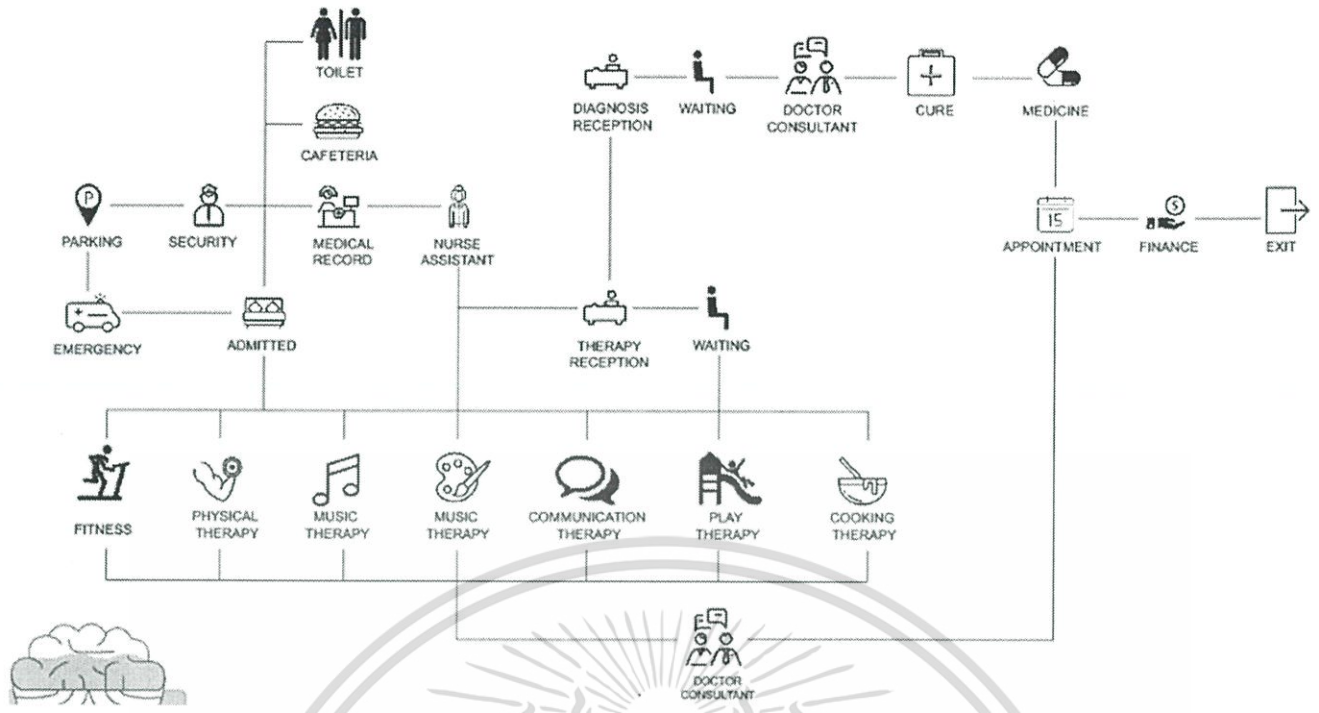 TOILET
CAFETERIA
DIAGNOSIS
RECEPTION
WAITING
DOCTOR
CONSULTANT
CURE
MEDICINE
P
PARKING
SECURITY
MEDICAL
RECORD
NURSE
ASSISTANT
15
APPOINTMENT
$
FINANCE
EXIT
EMERGENCY
ADMITTED
THERAPY
RECEPTION
WAITING
FITNESS
PHYSICAL
THERAPY
MUSIC
THERAPY
MUSIC
THERAPY
COMMUNICATION
THERAPY
PLAY
THERAPY
COOKING
THERAPY
DOCTOR
CONSULTANT